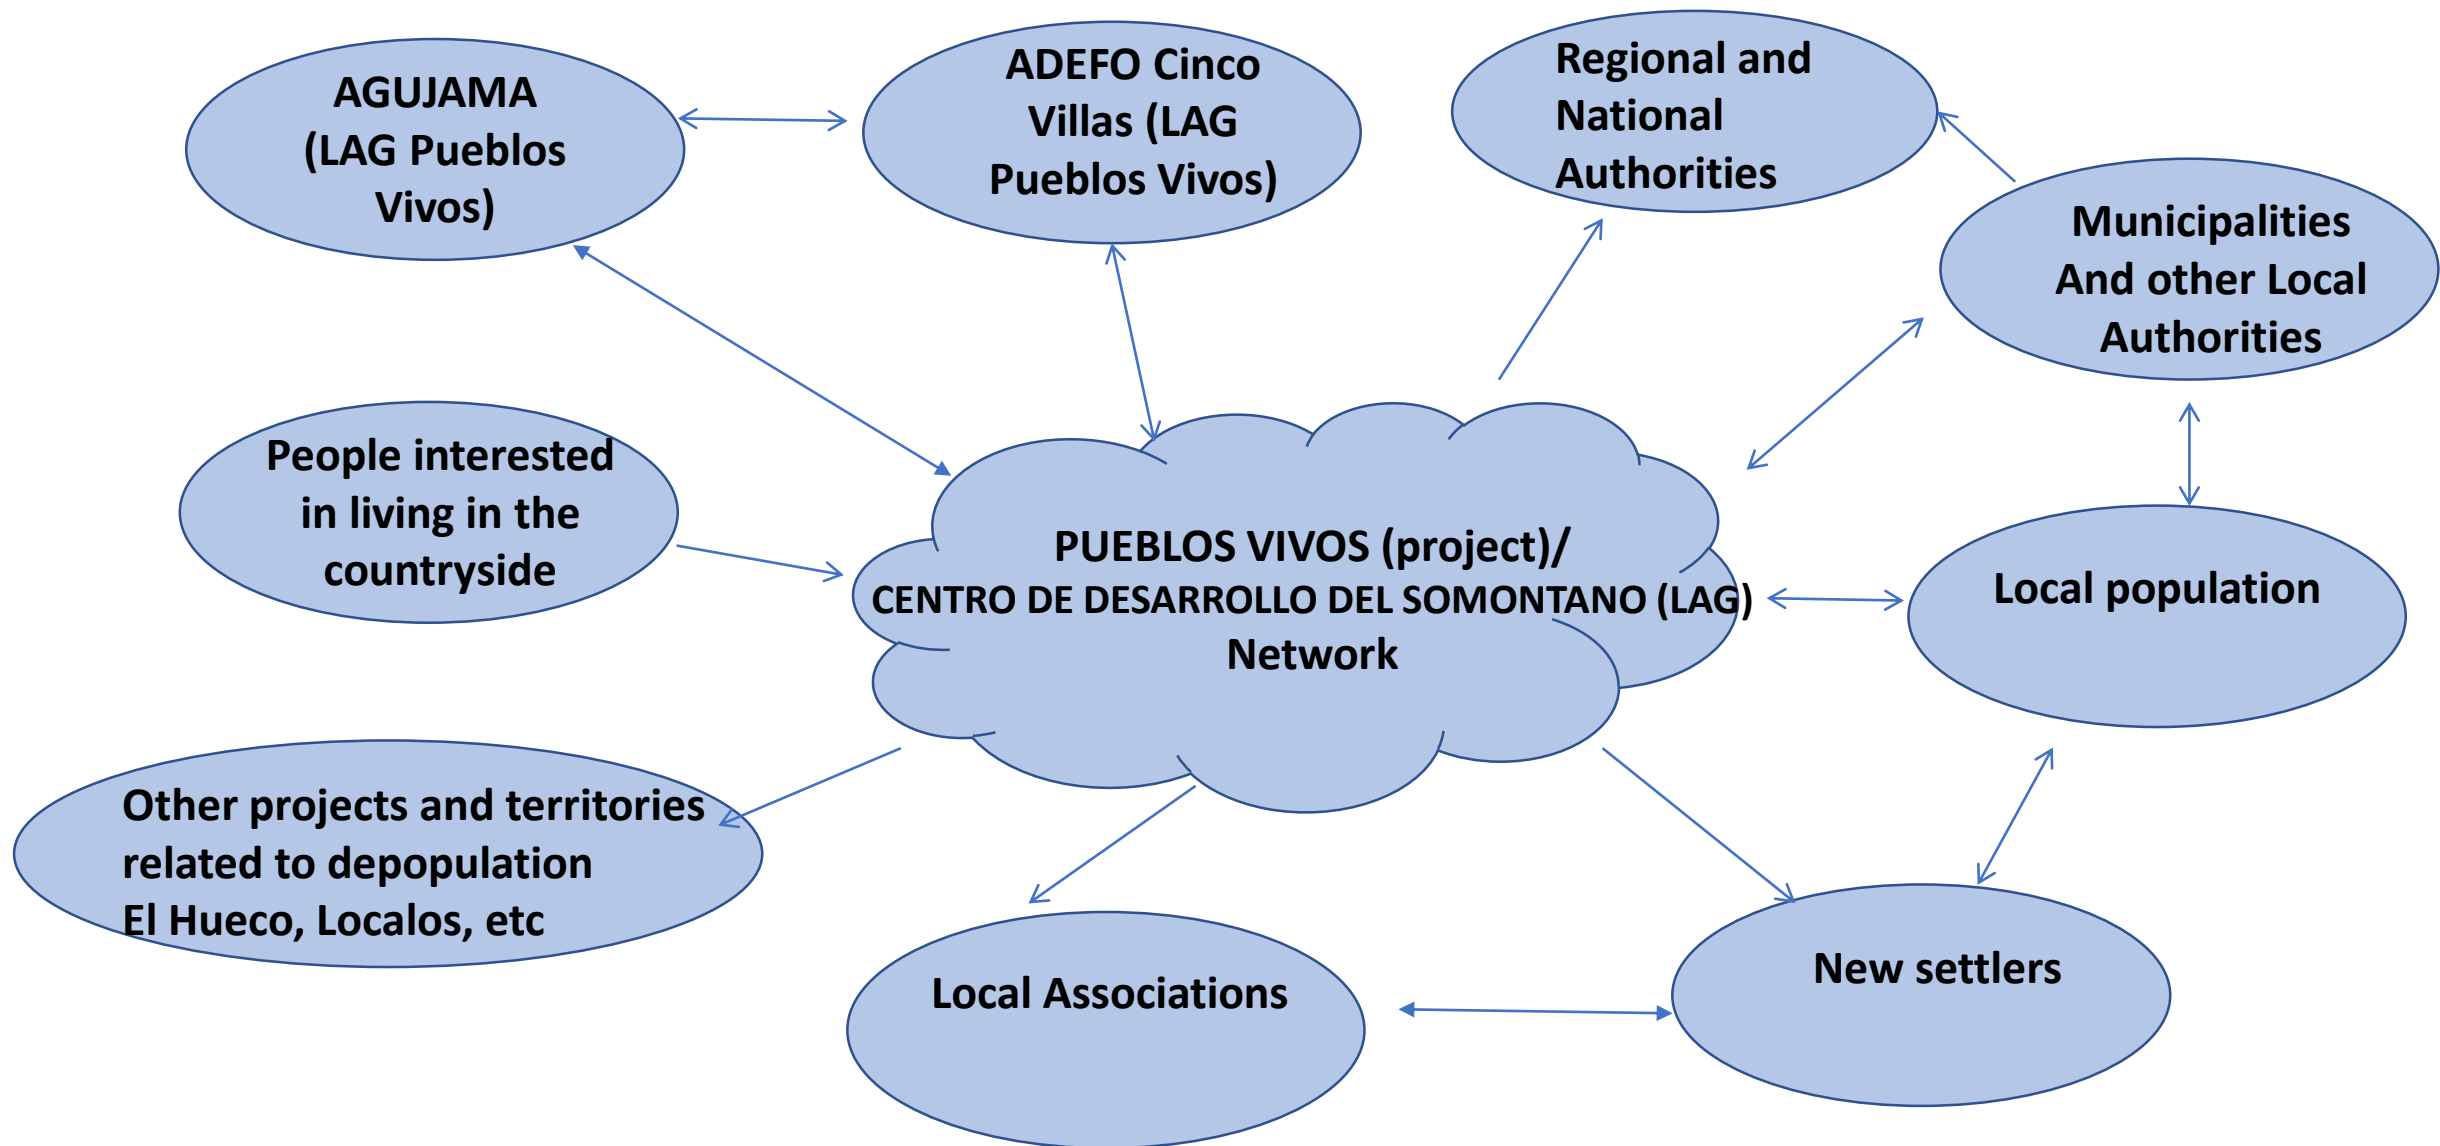 AGUJAMA
(LAG Pueblos
Vivos)
ADEFO Cinco
Villas (LAG
Pueblos Vivos)
Regional and
National
Authorities
Municipalities
And other Local
Authorities
People interested
in living in the
countryside
PUEBLOS VIVOS (project)/
CENTRO DE DESARROLLO DEL SOMONTANO (LAG)
Network
Local population
Other projects and territories
related to depopulation
El Hueco, Localos, etc
Local Associations
New settlers